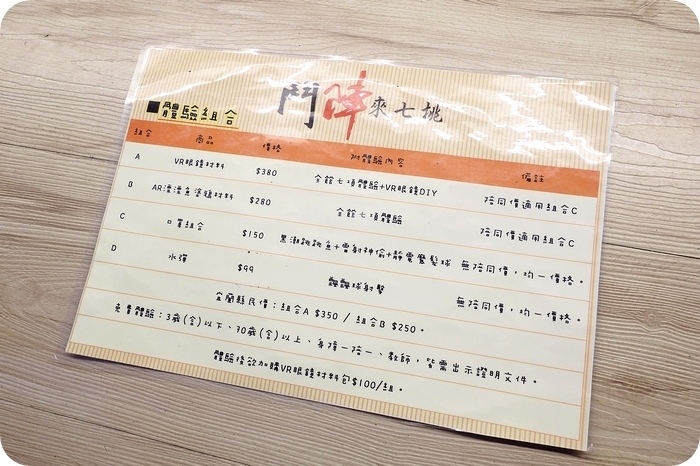 鬥陣來七桃
■體驗組合
組合 商品 價格 附體驗內容 備註
A VR眼鏡材料 $380 全館七項體驗+VR眼鏡DIY 陪同價適用組合C
B AR漂漂魚塗鴉材料 $280 全館七項體驗 陪同價適用組合C
C 口罩組合 $150 黑潮跳跳魚+雷射神偷+靜電驚髮球 無陪同價，均一價格。
D 水彈 $99 飄飄球射擊 無陪同價，均一價格。
宜蘭縣民價：組合A $350 / 組合B $250。
免費體驗：3歲(含)以下、70歲(含)以上、身障一陪一、教師，皆需出示證明文件。
體驗後欲加購VR眼鏡材料包$100/組。